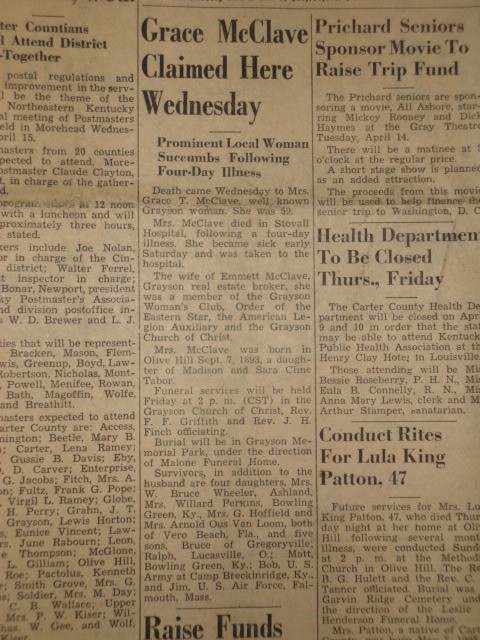 ter Countians
l Attend District
-Together
postal regulations and
improvement in the serv-
l be the theme of the
Northeastern Kentucky
al meeting of Postmasters
eld in Morehead Wednes-
pril 15.
masters from 20 counties
pected to attend, More-
postmaster Claude Clayton,
t, in charge of the gather-
d.
program at 12 noon
with a luncheon and will
proximately three hours,
stated.
kers include Joe Nolan,
or in charge of the Cin-
district; Walter Ferrel,
inspector in charge;
Bonar, Newport, president
ky Postmaster's Associa-
nd division postoffice in-
s W. D. Brewer and L. J.
ties that will be represent-
Bracken, Mason, Flem-
wis, Greenup, Boyd, Law-
Robertson, Nicholas, Mont-
Powell, Menifee, Rowan,
Bath, Magoffin, Wolfe,
and Breathitt.
masters expected to attend
arter County are: Access,
mington; Beetle, Mary B.
; Carter, Lena Ramey;
, Gussie B. Davis; Eby,
D. Carver; Enterprise,
G. Jacobs; Fitch, Mrs. A.
on; Fultz, Frank G. Pope;
Virgil L. Ramey; Globe,
H. Perry; Grahn, J. T.
Grayson, Lewis Horton;
s, Eunice Vincent; Law-
rs. June Rabourn; Leon,
e Thompson; McGlone,
L. Gilliam; Olive Hill,
Roe; Pactolus, Kenneth
r; Smith Grove, Mrs. G.
; Soldier, Mrs. M. Day;
C. B. Wallace; Upper
Mrs. P. W. Kiser; Wil-
has. W. Gee, and Wolf,
Grace McClave
Claimed Here
Wednesday
Prominent Local Woman
Succumbs Following
Four-Day Illness
Death came Wednesday to Mrs.
Grace T. McClave, well known
Grayson woman. She was 59.
Mrs. McClave died in Stovall
Hospital, following a four-day
illness. She became sick early
Saturday and was taken to the
hospital.
The wife of Emmett McClave,
Grayson real estate broker, she
was a member of the Grayson
Woman's Club, Order of the
Eastern Star, the American Le-
gion Auxiliary and the Grayson
Church of Christ.
Mrs. McClave was born in
Olive Hill Sept. 7, 1893, a daugh-
ter of Madison and Sara Cline
Tabor.
Funeral services will be held
Friday at 2 p. m. (CST) in the
Grayson Church of Christ, Rev.
F. F. Griffith and Rev. J. H.
Finch officiating.
Burial will be in Grayson Me-
morial Park, under the direction
of Malone Funeral Home.
Survivors, in addition to the
husband are four daughters, Mrs.
W. Bruce Wheeler, Ashland,
Mrs. Willard Perkins, Bowling
Green, Ky., Mrs. G. Hoffield and
Mrs. Arnold Ous Van Loom, both
of Vero Beach, Fla., and five
sons, Bruce of Gregoryville;
Ralph, Lucasville, O.; Matt,
Bowling Green, Ky.; Bob, U. S.
Army at Camp Breckinridge, Ky.,
and Jim, U. S. Air Force, Fal-
mouth, Mass.
Raise Funds
Prichard Seniors
Sponsor Movie To
Raise Trip Fund
The Prichard seniors are spon-
soring a movie, All Ashore, star-
ring Mickey Rooney and Dick
Haymes at the Gray Theatre
Tuesday, April 14.
There will be a matinee at 3
o'clock at the regular price.
A short stage show is planned
as an added attraction.
The proceeds from this movie
will be used to help finance the
senior trip to Washington, D. C.
Health Department
To Be Closed
Thurs., Friday
The Carter County Health De-
partment will be closed on April
9 and 10 in order that the staff
may be able to attend Kentucky
Public Health Association at the
Henry Clay Hotel in Louisville.
Those attending will be Miss
Bessie Roseberry, P. H. N., Miss
Eula B. Connelly, R. N., Miss
Anna Mary Lewis, clerk and M
Arthur Stamper, sanatarian.
Conduct Rites
For Lula King
Patton, 47
Future services for Mrs. Lu
King Patton, 47, who died Thur
day night at her home at Oli
Hill following several mont
illness, were conducted Sund
at 2 p. m. at the Method
Church in Olive Hill. The Re
B. G. Hulett and the Rev. C.
Tanner officiated. Burial was
Garvin Ridge Cemetery und
the direction of the Leslie
Henderson Funeral Home.
Mrs. Patton, a native of Cart